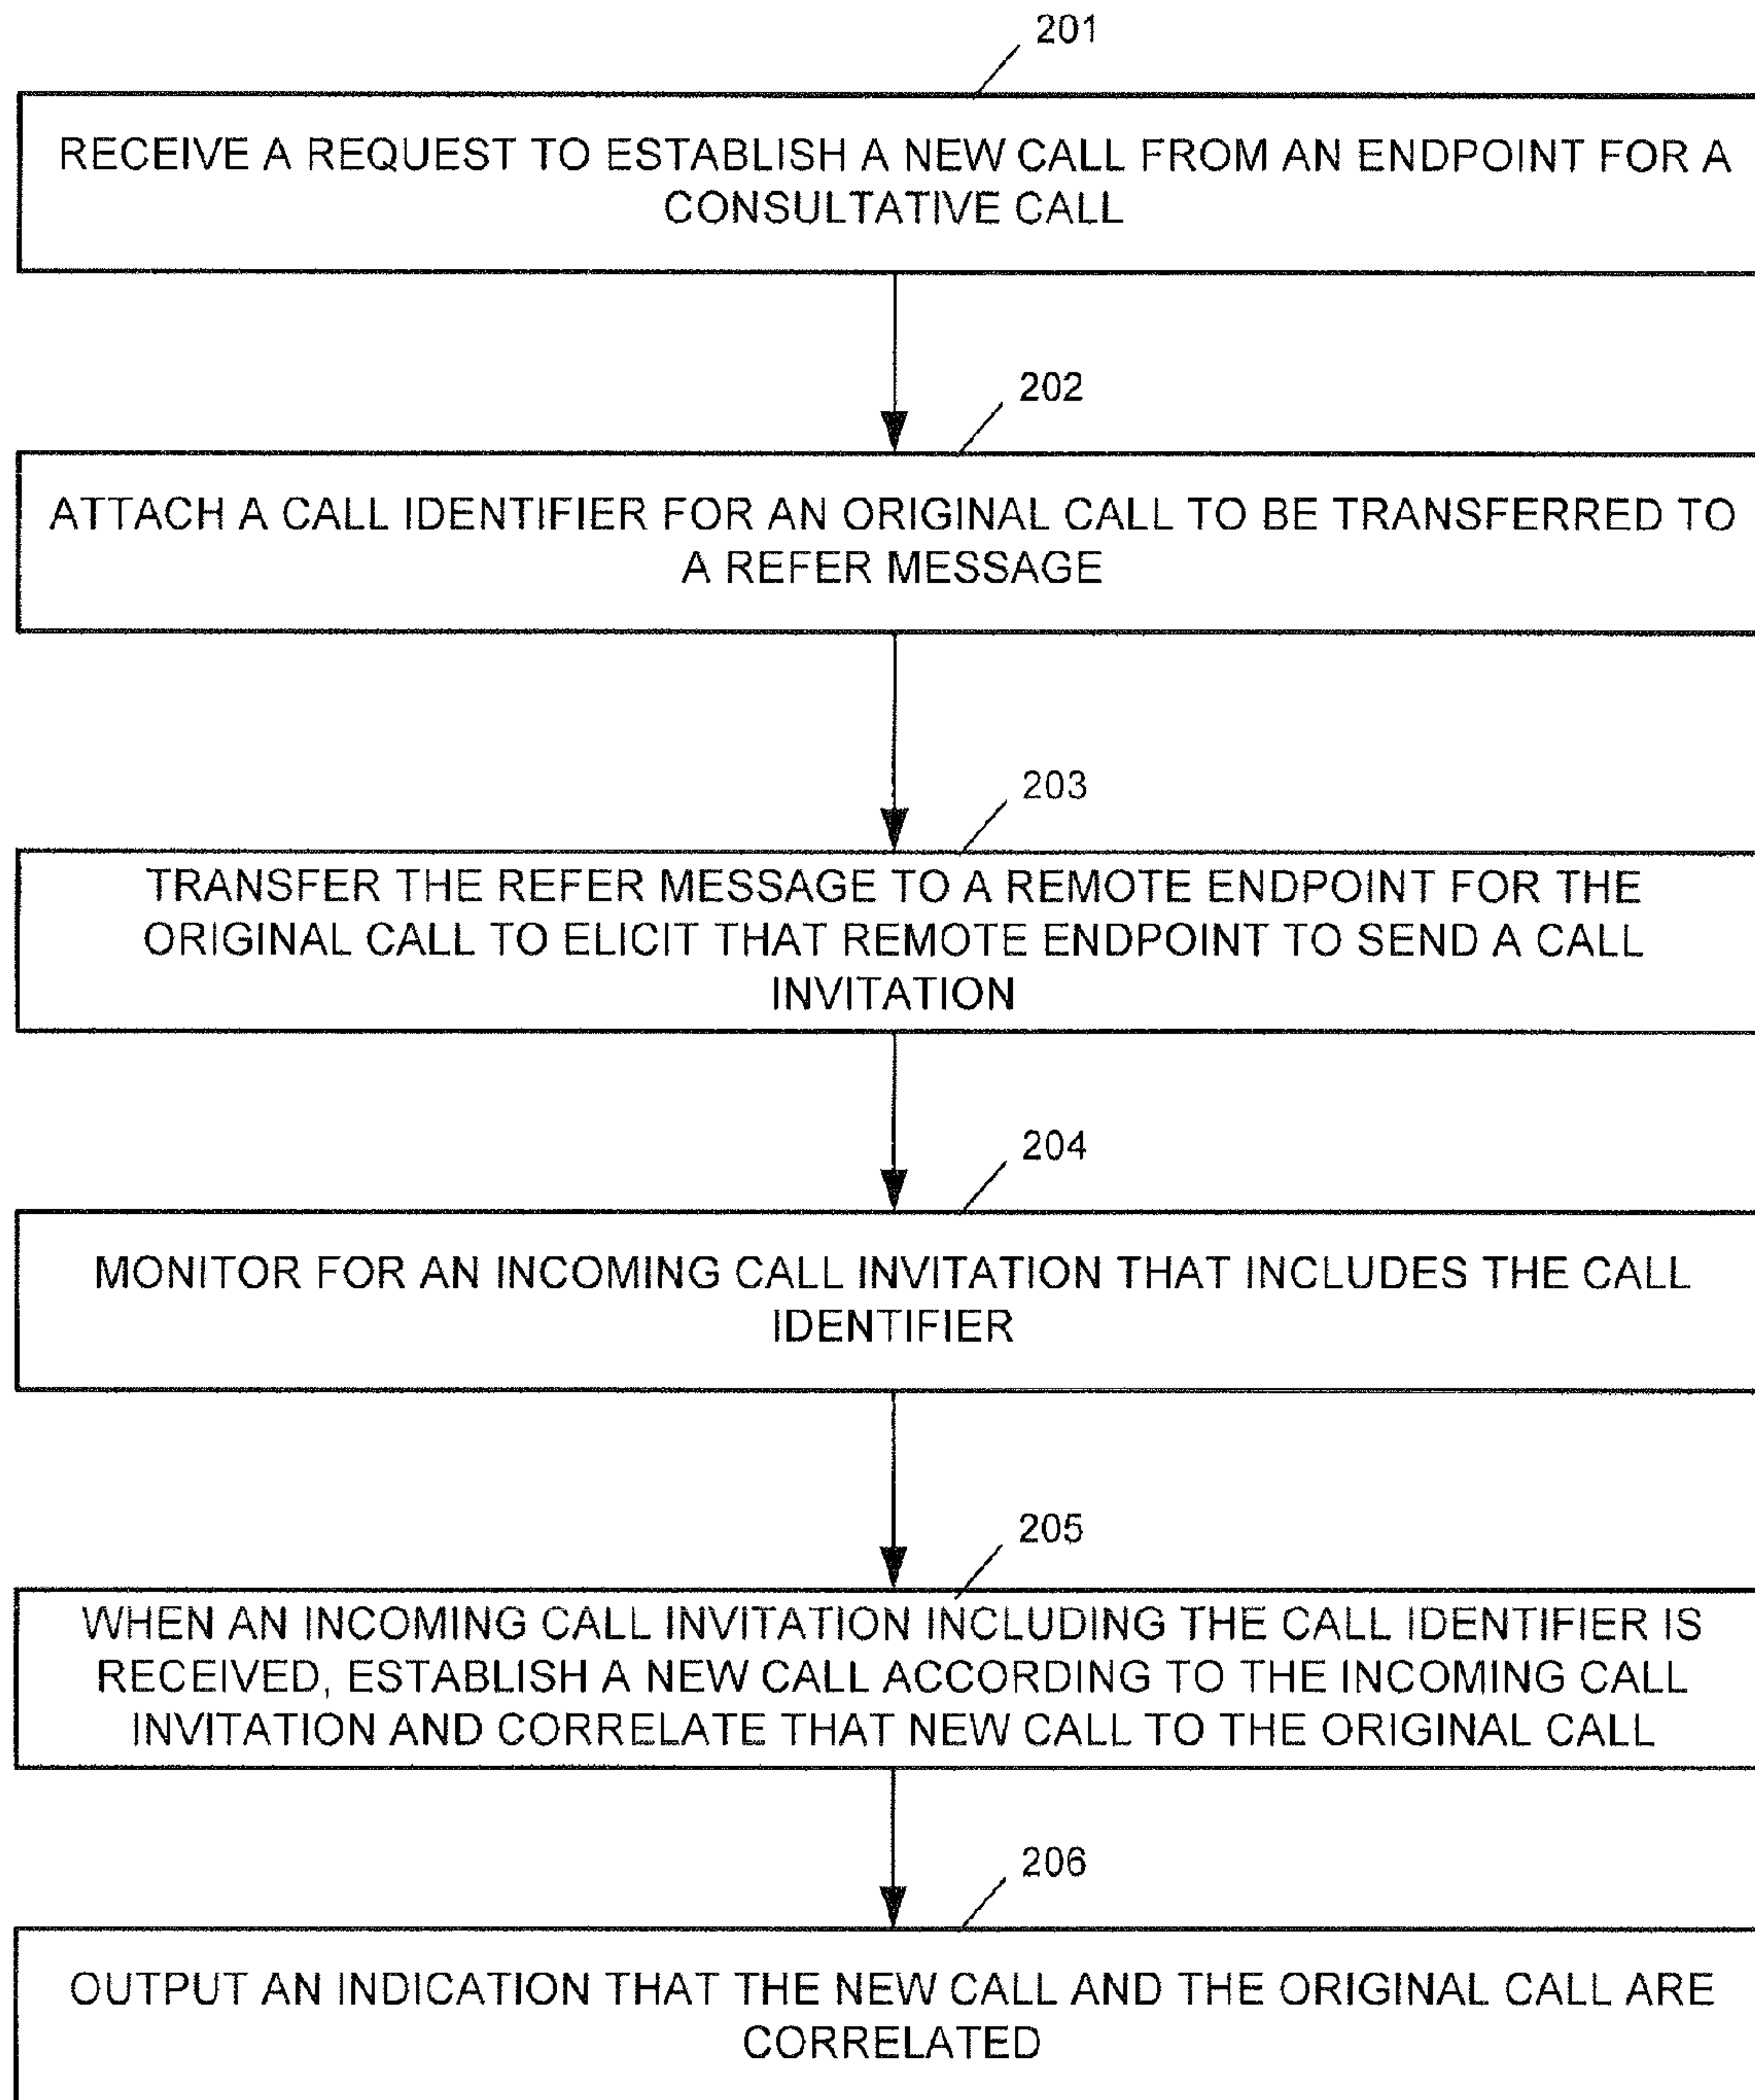 201
RECEIVE A REQUEST TO ESTABLISH A NEW CALL FROM AN ENDPOINT FOR A
CONSULTATIVE CALL
202
ATTACH A CALL IDENTIFIER FOR AN ORIGINAL CALL TO BE TRANSFERRED TO
A REFER MESSAGE
203
TRANSFER THE REFER MESSAGE TO A REMOTE ENDPOINT FOR THE
ORIGINAL CALL TO ELICIT THAT REMOTE ENDPOINT TO SEND A CALL
INVITATION
204
MONITOR FOR AN INCOMING CALL INVITATION THAT INCLUDES THE CALL
IDENTIFIER
205
WHEN AN INCOMING CALL INVITATION INCLUDING THE CALL IDENTIFIER IS
RECEIVED, ESTABLISH A NEW CALL ACCORDING TO THE INCOMING CALL
INVITATION AND CORRELATE THAT NEW CALL TO THE ORIGINAL CALL
206
OUTPUT AN INDICATION THAT THE NEW CALL AND THE ORIGINAL CALL ARE
CORRELATED